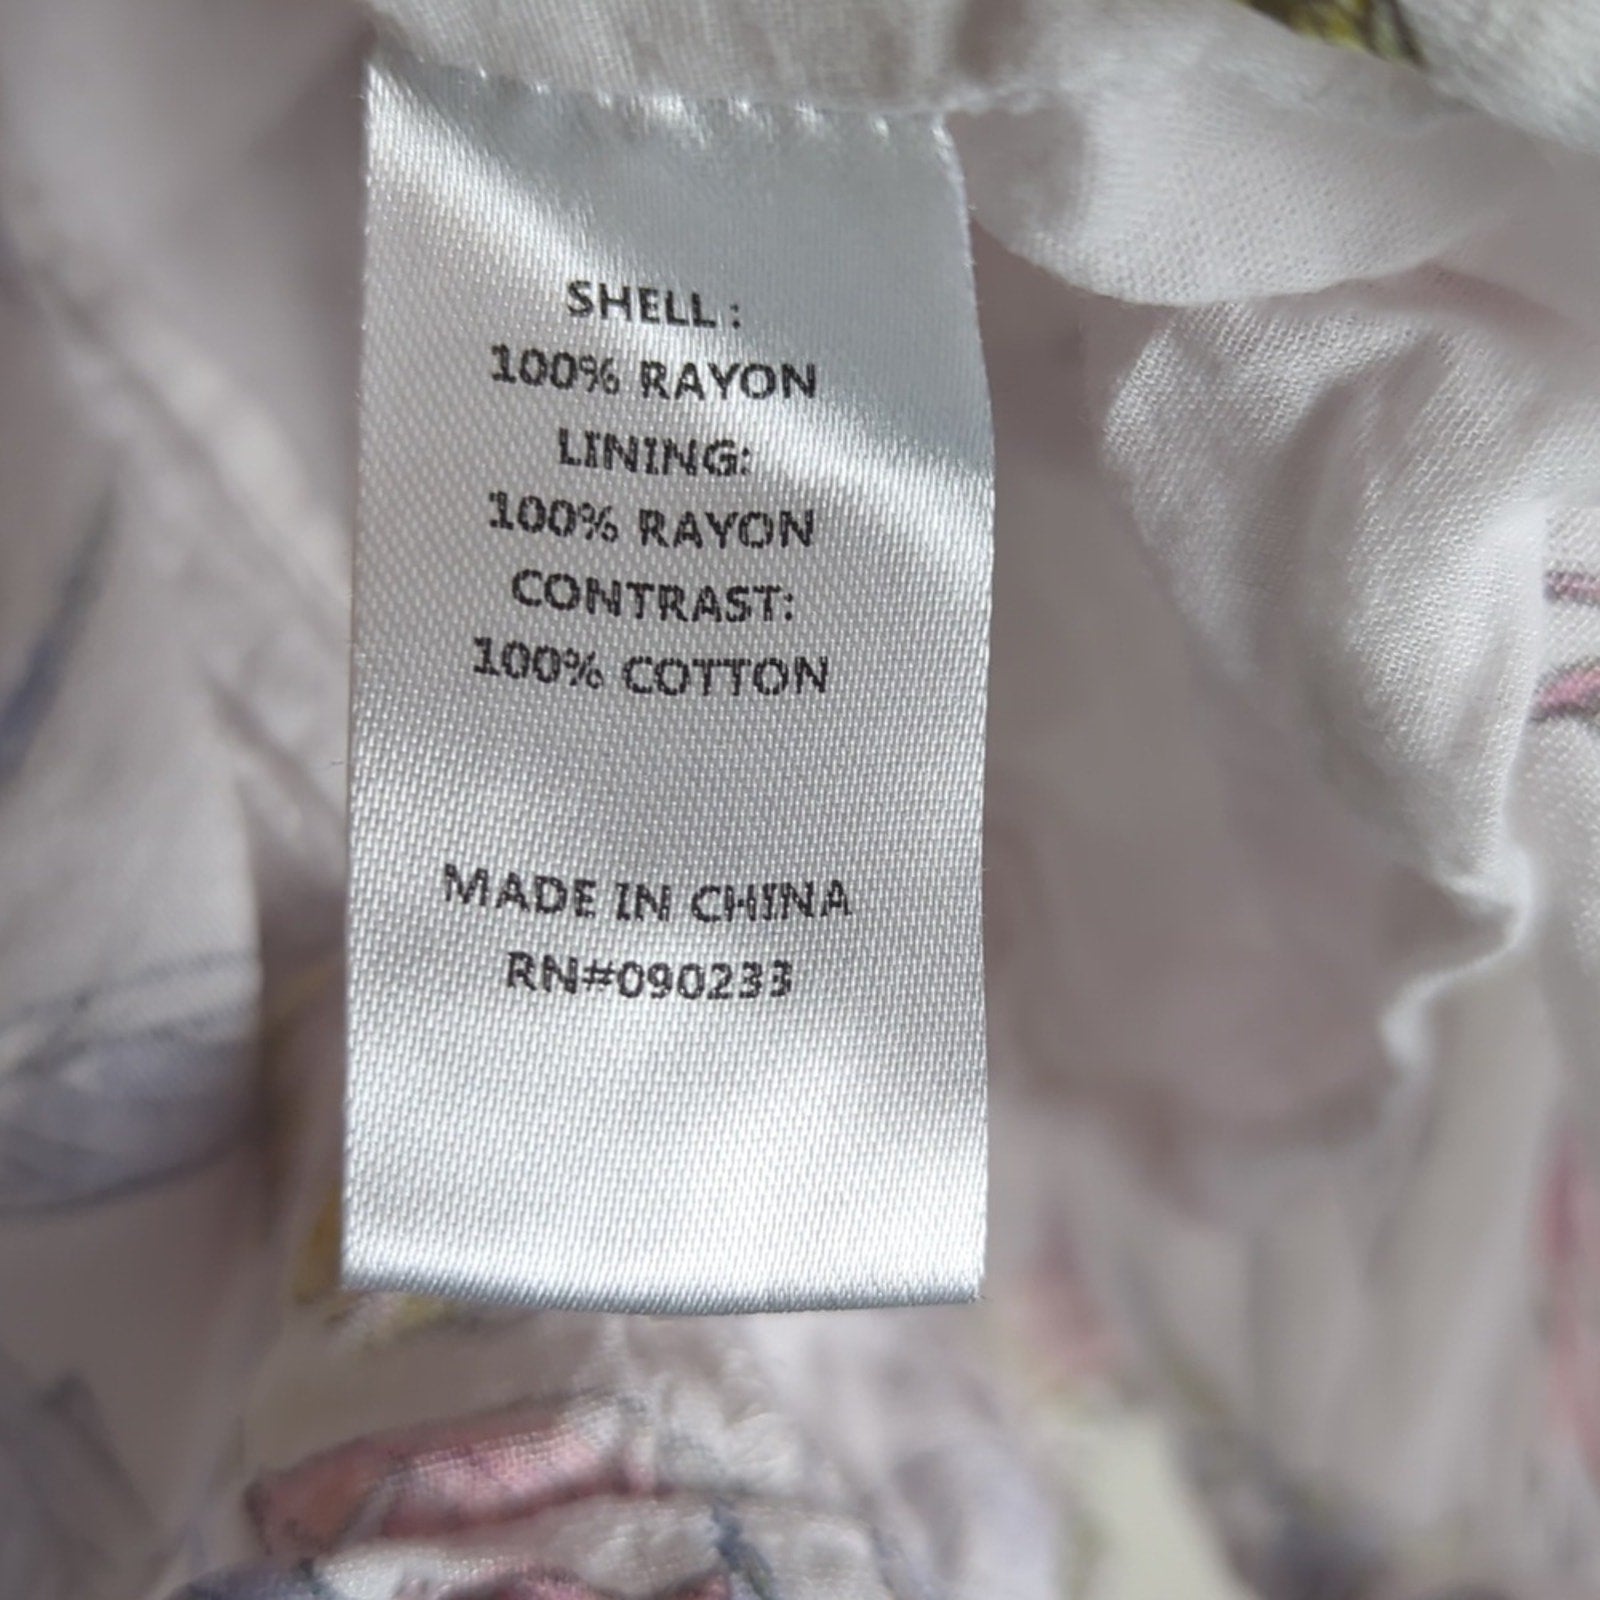 SHELL :
100% RAYON
LINING:
100% RAYON
CONTRAST:
100% COTTON
MADE IN CHINA
RN#090233